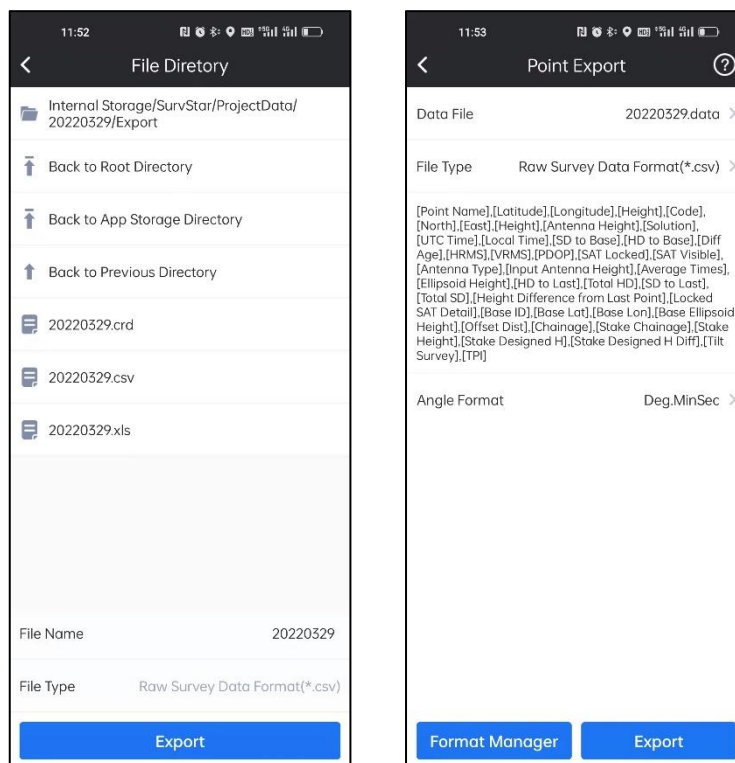 11:52
File Diretory
Internal Storage/SurvStar/ProjectData/
20220329/Export
Back to Root Directory
Back to App Storage Directory
Back to Previous Directory
20220329.crd
20220329.csv
20220329.xls
File Name 20220329
File Type Raw Survey Data Format(*.csv)
Export
11:53
Point Export
Data File 20220329.data
File Type Raw Survey Data Format(*.csv)
[Point Name],[Latitude],[Longitude],[Height],[Code],
[North],[East],[Height],[Antenna Height],[Solution],
[UTC Time],[Local Time],[SD to Base],[HD to Base],[Diff
Age],[HRMS],[VRMS],[PDOP],[SAT Locked],[SAT Visible],
[Antenna Type],[Input Antenna Height],[Average Times],
[Ellipsoid Height],[HD to Last],[Total HD],[SD to Last],
[Total SD],[Height Difference from Last Point],[Locked
SAT Detail],[Base ID],[Base Lat],[Base Lon],[Base Ellipsoid
Height],[Offset Dist],[Chainage],[Stake Chainage],[Stake
Height],[Stake Designed H],[Stake Designed H Diff],[Tilt
Survey],[TPI]
Angle Format Deg.MinSec
Format Manager Export